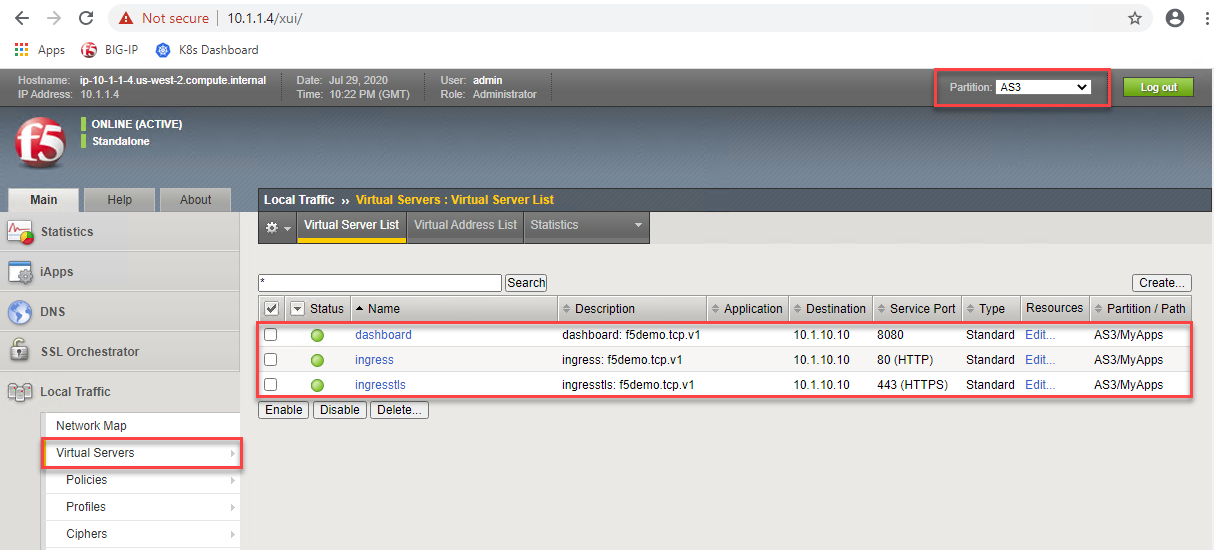 Not secure | 10.1.1.4/xui/
Apps BIG-IP K8s Dashboard
Hostname: ip-10-1-1-4.us-west-2.compute.internal Date: Jul 29, 2020 User: admin Partition: AS3 Log out
IP Address: 10.1.1.4 Time: 10:22 PM (GMT) Role: Administrator
f5
ONLINE (ACTIVE)
Standalone
Main Help About
Local Traffic ›› Virtual Servers : Virtual Server List
Virtual Server List Virtual Address List Statistics
Statistics
iApps
DNS
SSL Orchestrator
Local Traffic
Network Map
Virtual Servers
Policies
Profiles
Ciphers
* Search Create...
Status Name Description Application Destination Service Port Type Resources Partition / Path
dashboard dashboard: f5demo.tcp.v1 10.1.10.10 8080 Standard Edit... AS3/MyApps
ingress ingress: f5demo.tcp.v1 10.1.10.10 80 (HTTP) Standard Edit... AS3/MyApps
ingresstls ingresstls: f5demo.tcp.v1 10.1.10.10 443 (HTTPS) Standard Edit... AS3/MyApps
Enable Disable Delete...